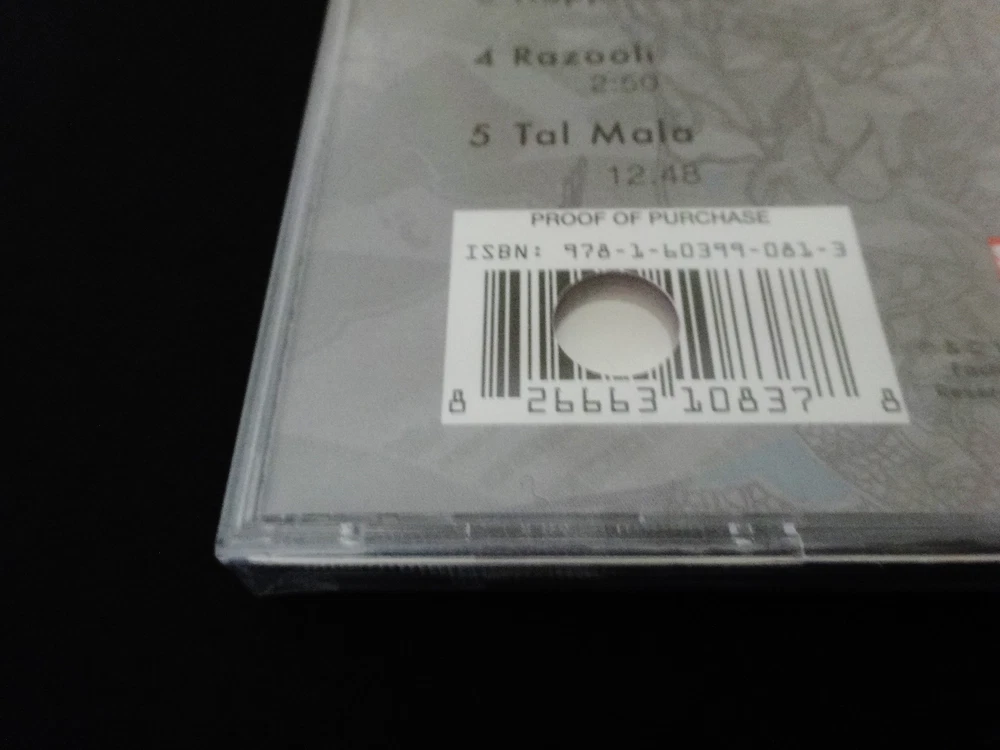 4 Razooli
2:50
5 Tal Mala
12.48
PROOF OF PURCHASE
ISBN: 978-1-60399-081-3
8 26663 10837 8